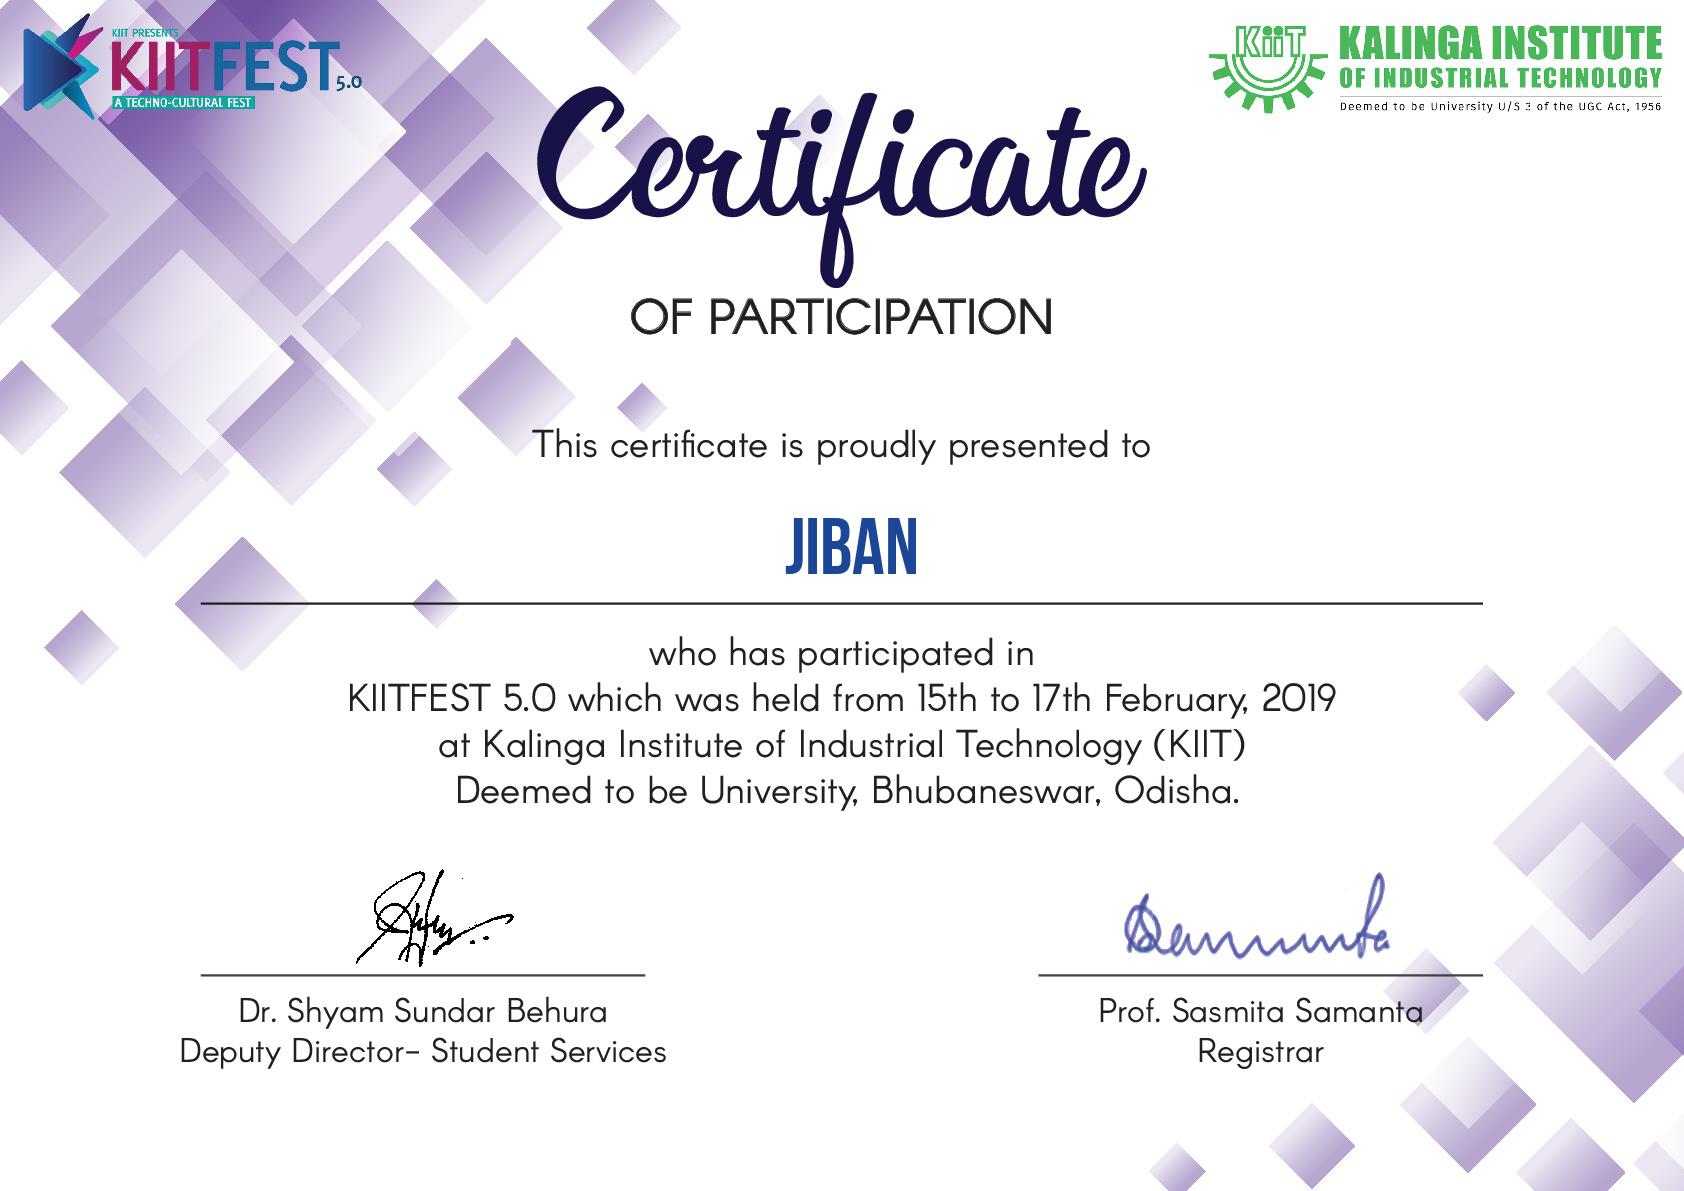 KIIT PRESENTS
KIITFEST 5.0
A TECHNO-CULTURAL FEST
KiiT
KALINGA INSTITUTE
OF INDUSTRIAL TECHNOLOGY
Deemed to be University U/S 3 of the UGC Act, 1956
Certificate
OF PARTICIPATION
This certificate is proudly presented to
JIBAN
who has participated in
KIITFEST 5.0 which was held from 15th to 17th February, 2019
at Kalinga Institute of Industrial Technology (KIIT)
Deemed to be University, Bhubaneswar, Odisha.
Dr. Shyam Sundar Behura
Deputy Director- Student Services
Prof. Sasmita Samanta
Registrar